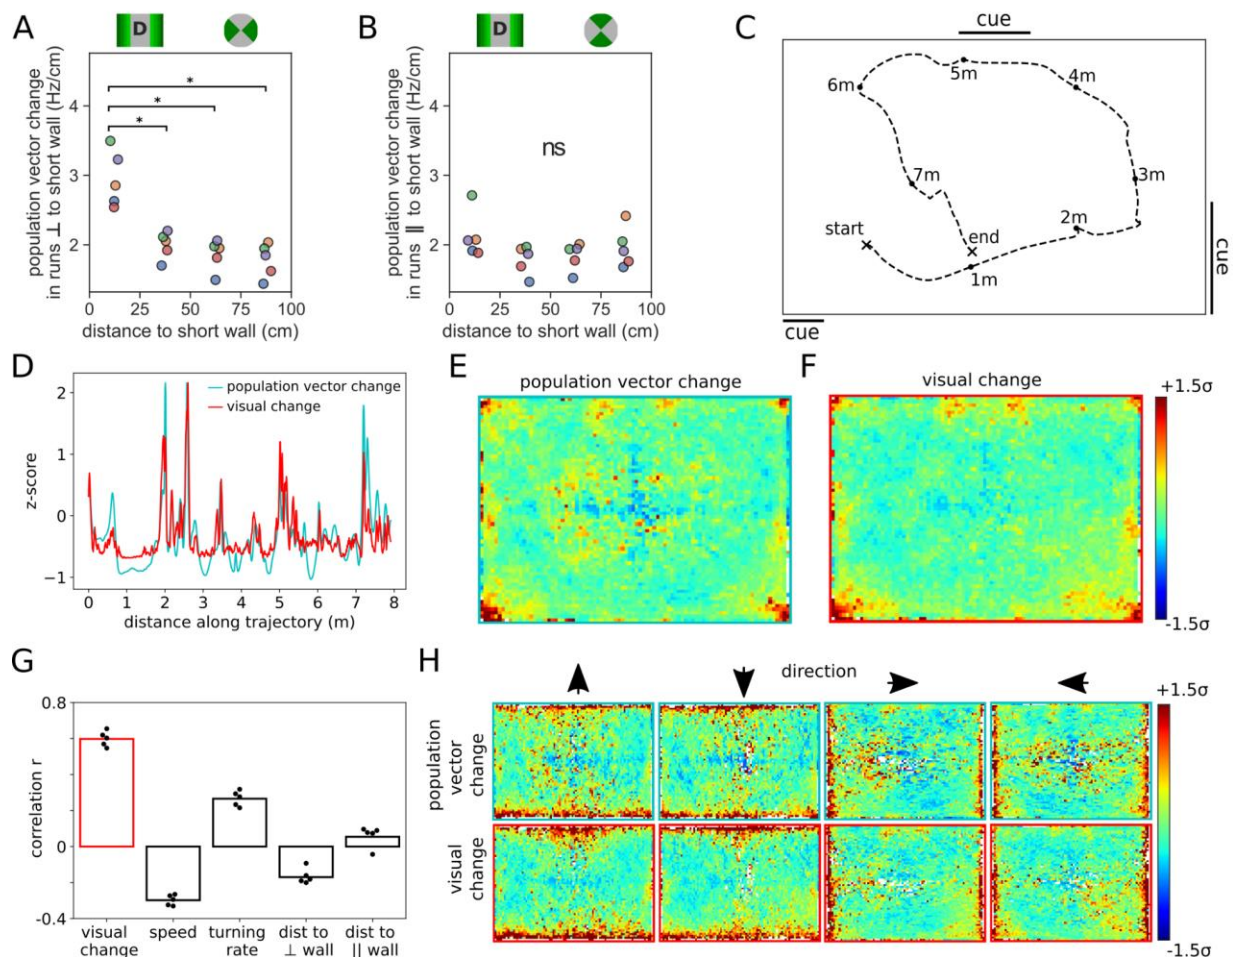 A
D
population vector change
in runs ⊥ to short wall (Hz/cm)
4
3
2
*
*
*
0 25 50 75 100
distance to short wall (cm)
B
D
population vector change
in runs || to short wall (Hz/cm)
4
3
2
ns
0 25 50 75 100
distance to short wall (cm)
C
cue
6m
5m
4m
7m
3m
2m
start
end
1m
cue
cue
D
z-score
2
1
0
−1
population vector change
visual change
0 1 2 3 4 5 6 7 8
distance along trajectory (m)
E
population vector change
F
visual change
+1.5σ
-1.5σ
G
correlation r
0.8
0
-0.4
visual
change
speed
turning
rate
dist to
⊥ wall
dist to
|| wall
H
direction
population
vector
change
visual
change
+1.5σ
-1.5σ